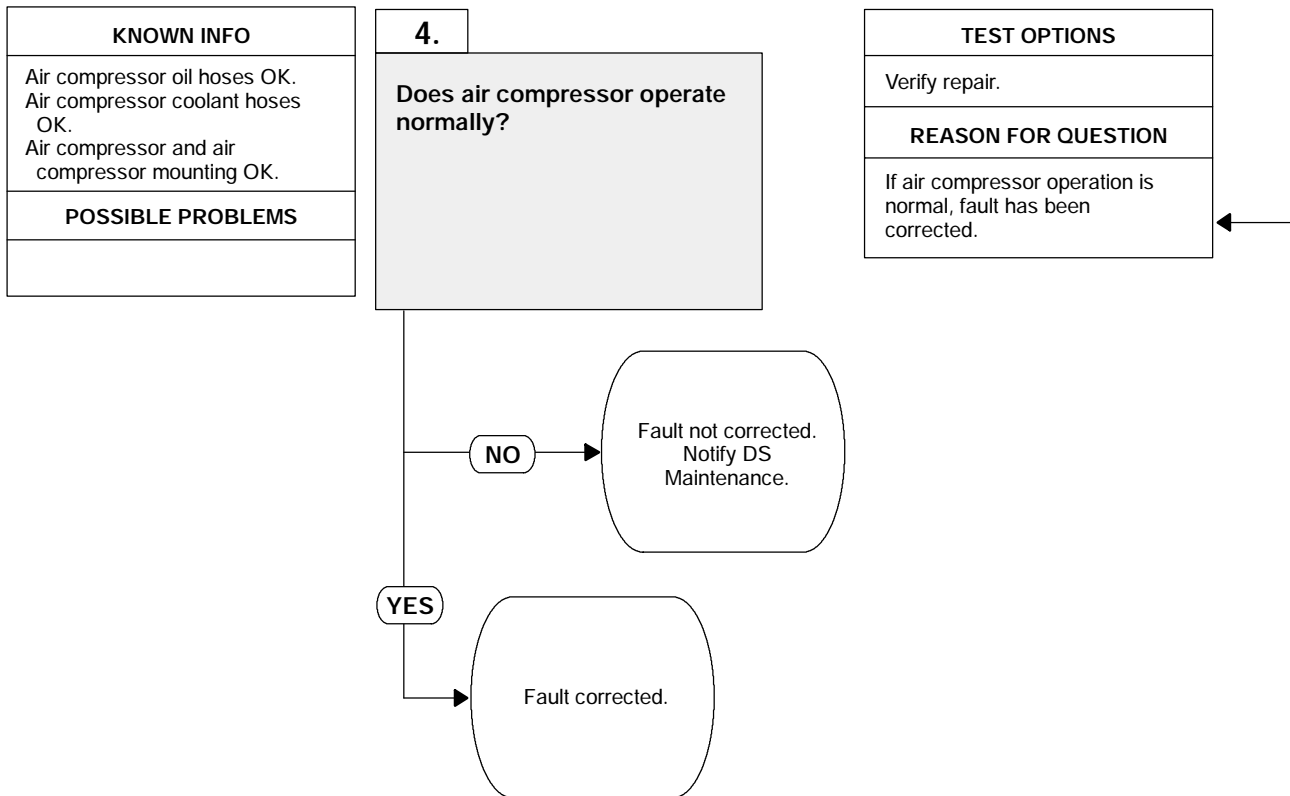 KNOWN INFO
Air compressor oil hoses OK.
Air compressor coolant hoses
OK.
Air compressor and air
compressor mounting OK.
POSSIBLE PROBLEMS
4.
Does air compressor operate
normally?
TEST OPTIONS
Verify repair.
REASON FOR QUESTION
If air compressor operation is
normal, fault has been
corrected.
NO
Fault not corrected.
Notify DS
Maintenance.
YES
Fault corrected.